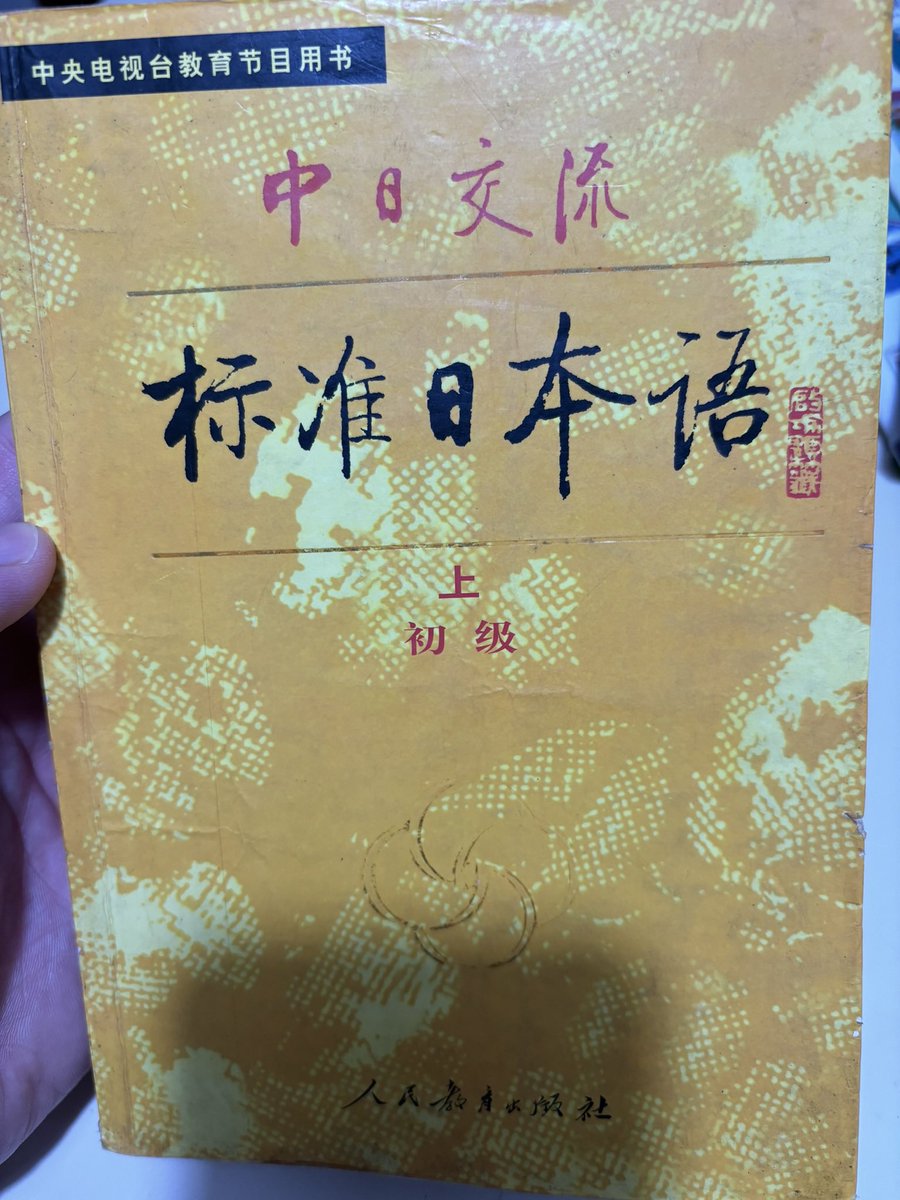 中央电视台教育节目用书
中日交流
标准日本语
上
初级
人民教育出版社